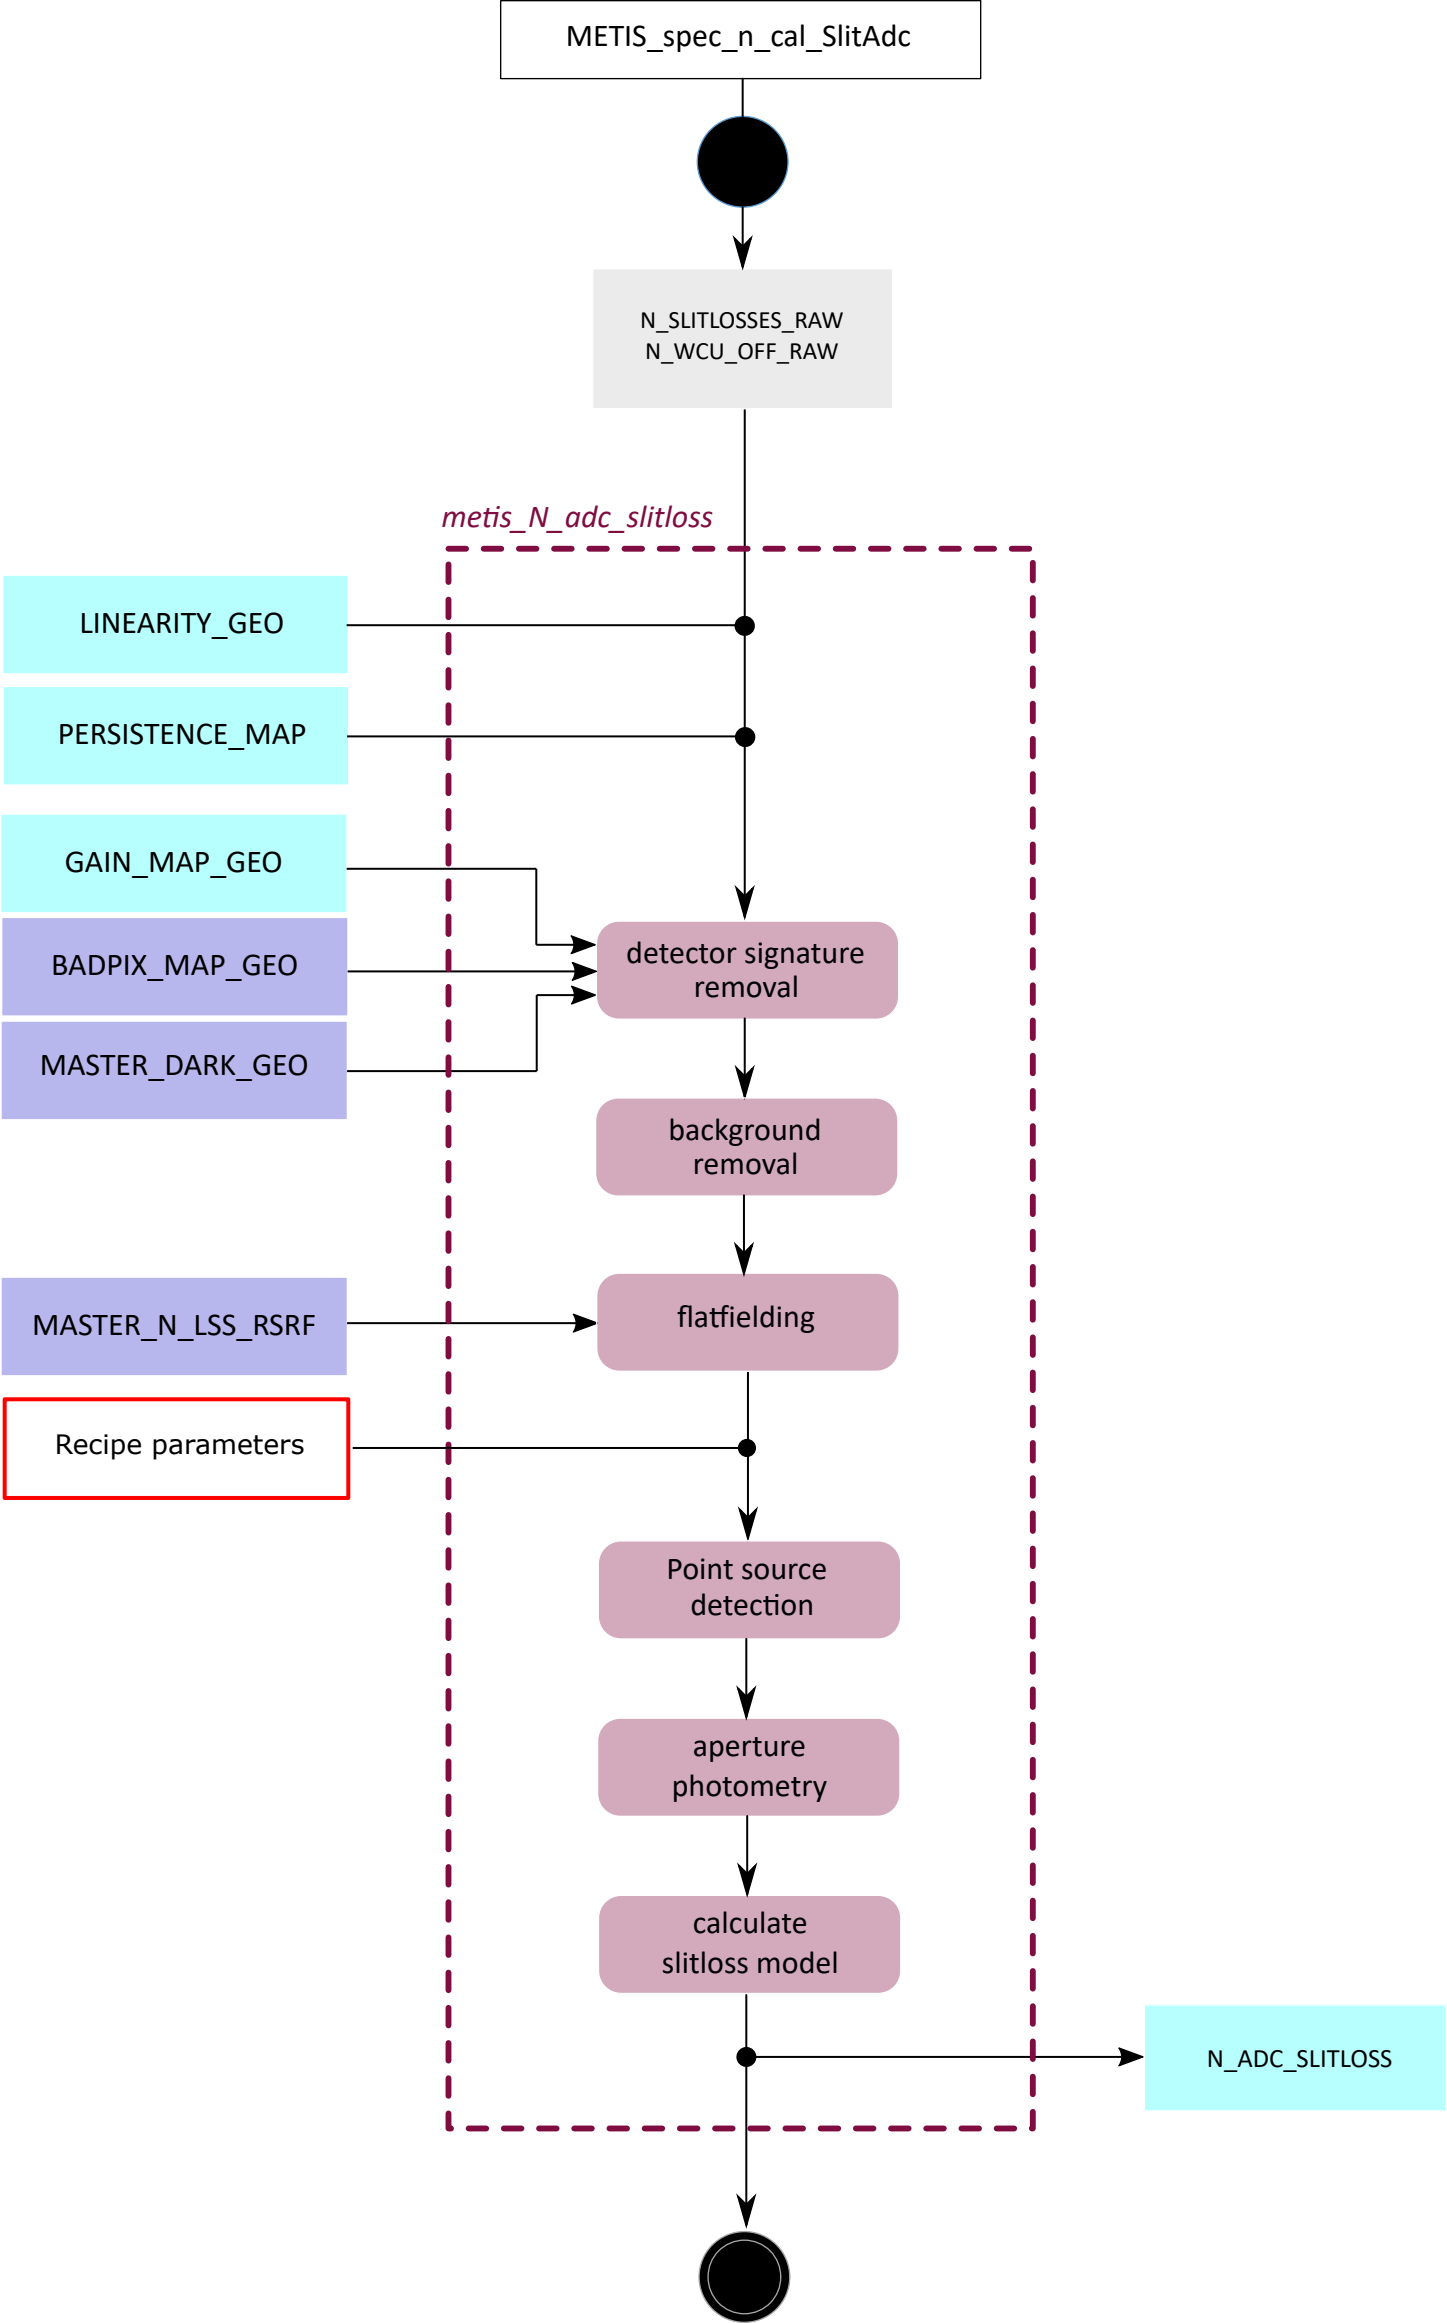 METIS_spec_n_cal_SlitAdc
N_SLITLOSSES_RAW
N_WCU_OFF_RAW
metis_N_adc_slitloss
LINEARITY_GEO
PERSISTENCE_MAP
GAIN_MAP_GEO
BADPIX_MAP_GEO
MASTER_DARK_GEO
detector signature
removal
background
removal
MASTER_N_LSS_RSRF
flatfielding
Recipe parameters
Point source
detection
aperture
photometry
calculate
slitloss model
N_ADC_SLITLOSS